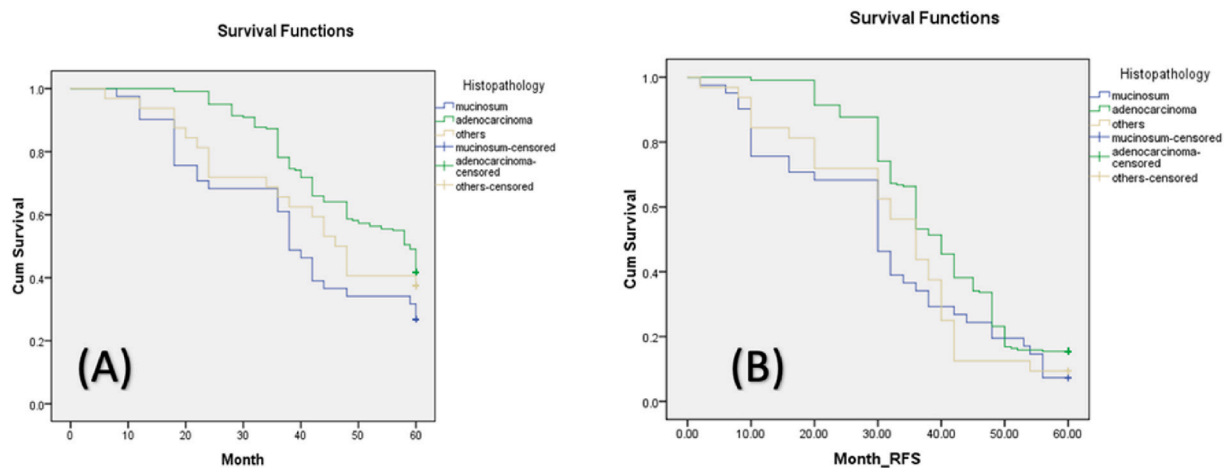 Survival Functions
Cum Survival
1.0
0.8
0.6
0.4
0.2
0.0
0
10
20
30
40
50
60
Month
(A)
Histopathology
mucinosum
adenocarcinoma
others
mucinosum-censored
adenocarcinoma-
censored
others-censored
Survival Functions
Cum Survival
1.0
0.8
0.6
0.4
0.2
0.0
0.00
10.00
20.00
30.00
40.00
50.00
60.00
Month_RFS
(B)
Histopathology
mucinosum
adenocarcinoma
others
mucinosum-censored
adenocarcinoma-
censored
others-censored